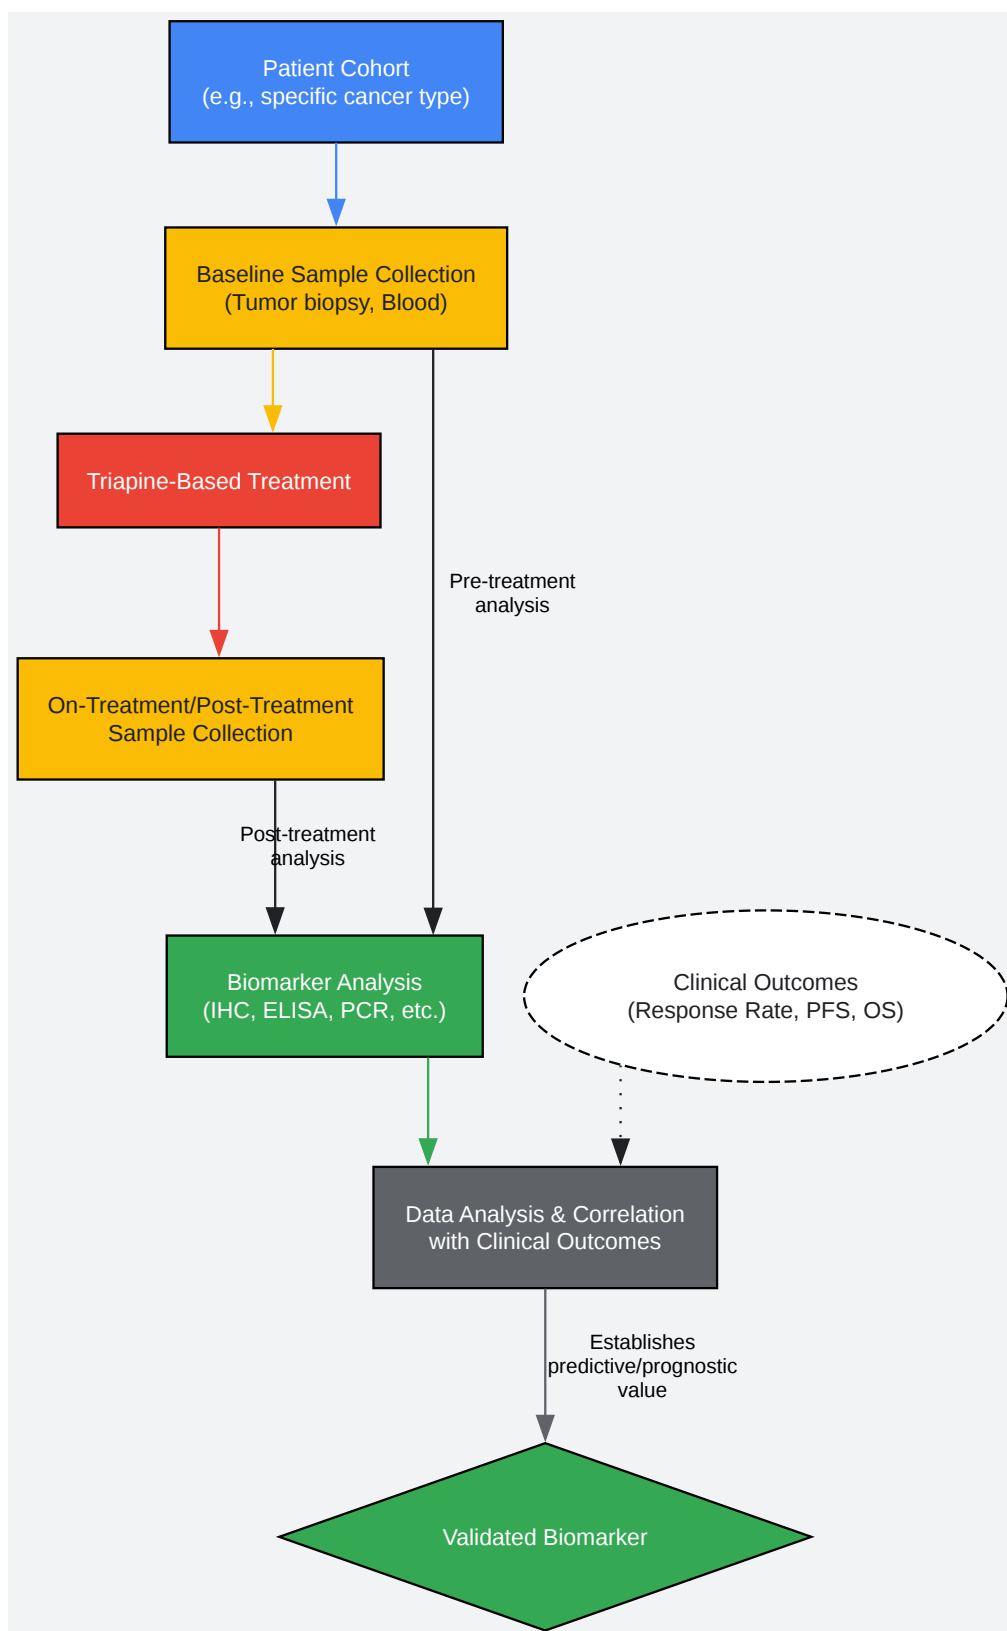 Patient Cohort
(e.g., specific cancer type)
Baseline Sample Collection
(Tumor biopsy, Blood)
Triapine-Based Treatment
Pre-treatment
analysis
On-Treatment/Post-Treatment
Sample Collection
Post-treatment
analysis
Biomarker Analysis
(IHC, ELISA, PCR, etc.)
Clinical Outcomes
(Response Rate, PFS, OS)
Data Analysis & Correlation
with Clinical Outcomes
Establishes
predictive/prognostic
value
Validated Biomarker